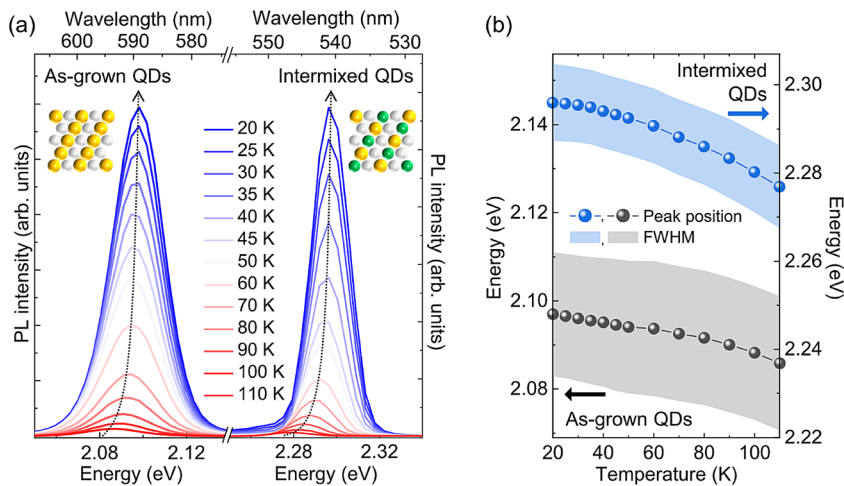 (a)
Wavelength (nm)
Wavelength (nm)
600
590
580
550
540
530
As-grown QDs
Intermixed QDs
PL intensity (arb. units)
20 K
25 K
30 K
35 K
40 K
45 K
50 K
60 K
70 K
80 K
90 K
100 K
110 K
PL intensity (arb. units)
2.08
2.12
2.28
2.32
Energy (eV)
Energy (eV)
(b)
Intermixed
QDs
2.14
2.12
2.10
2.08
Energy (eV)
2.30
2.28
2.26
2.24
2.22
Energy (eV)
, Peak position
, FWHM
As-grown QDs
20
40
60
80
100
Temperature (K)